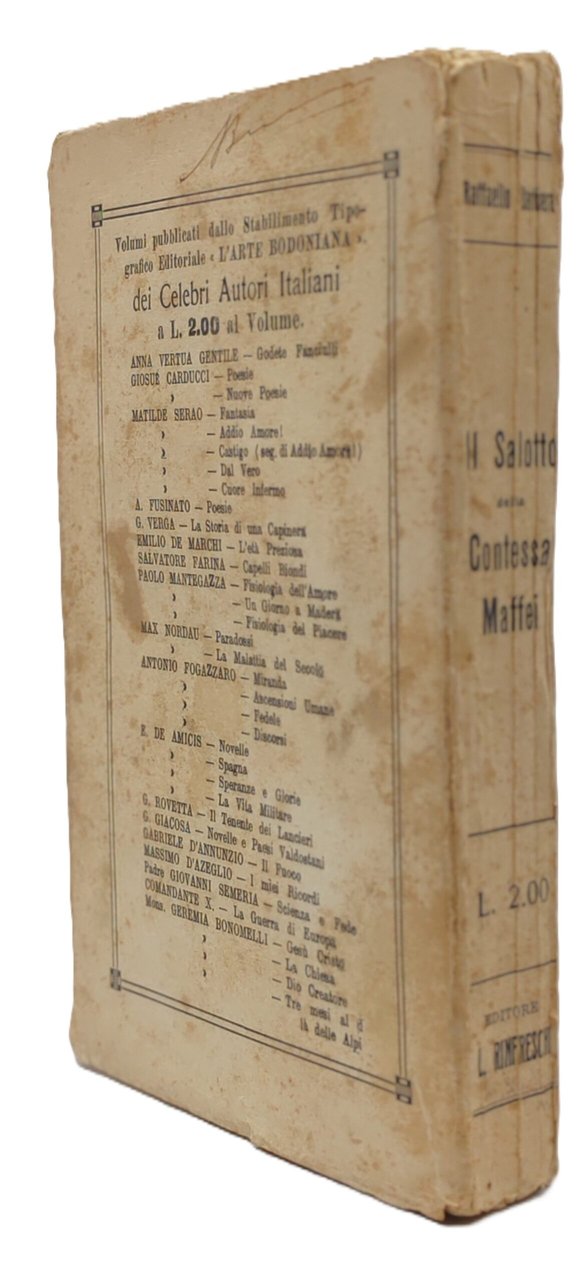 Volumi pubblicati dallo Stabilimento Tipo-
grafico Editoriale « L'ARTE BODONIANA ».
dei Celebri Autori Italiani
a L. 2.00 al Volume.
ANNA VERTUA GENTILE — Godete Fanciulli
GIOSUÈ CARDUCCI — Poesie
» — Nuove Poesie
MATILDE SERAO — Fantasia
» — Addio Amore!
» — Castigo (seg. di Addio Amore!)
» — Dal Vero
» — Cuore Infermo
A. FUSINATO — Poesie
G. VERGA — La Storia di una Capinera
EMILIO DE MARCHI — L'età Preziosa
SALVATORE FARINA — Capelli Biondi
PAOLO MANTEGAZZA — Fisiologia dell'Amore
» — Un Giorno a Madera
» — Fisiologia del Piacere
MAX NORDAU — Paradossi
» — La Malattia del Secolo
ANTONIO FOGAZZARO — Miranda
» — Ascensioni Umane
» — Fedele
» — Discorsi
E. DE AMICIS — Novelle
» — Spagna
» — Speranze e Glorie
» — La Vita Militare
G. ROVETTA — Il Tenente dei Lancieri
G. GIACOSA — Novelle e Paesi Valdostani
GABRIELE D'ANNUNZIO — Il Fuoco
MASSIMO D'AZEGLIO — I miei Ricordi
Padre GIOVANNI SEMERIA — Scienza e Fede
COMANDANTE X. — La Guerra di Europa
Mons. GEREMIA BONOMELLI — Gesù Cristo
» — La Chiesa
» — Dio Creatore
» — Tre mesi al d
là delle Alpi
Raffaello Barbiera
Il Salotto
della
Contessa
Maffei
L. 2.00
EDITORE
L. RINFRESCHI